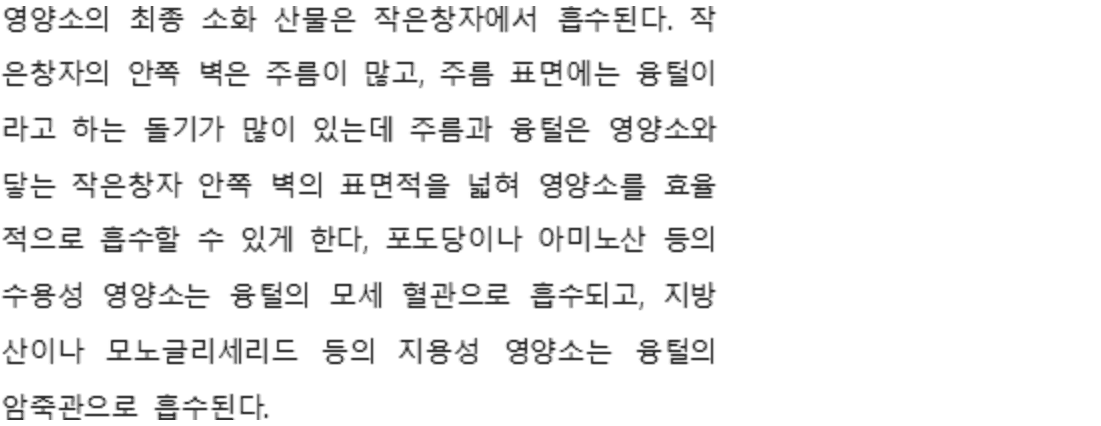 영양소의 최종 소화 산물은 작은창자에서 흡수된다. 작
은창자의 안쪽 벽은 주름이 많고, 주름 표면에는 융털이
라고 하는 돌기가 많이 있는데 주름과 융털은 영양소와
닿는 작은창자 안쪽 벽의 표면적을 넓혀 영양소를 효율
적으로 흡수할 수 있게 한다, 포도당이나 아미노산 등의
수용성 영양소는 융털의 모세 혈관으로 흡수되고, 지방
산이나 모노글리세리드 등의 지용성 영양소는 융털의
암죽관으로 흡수된다.